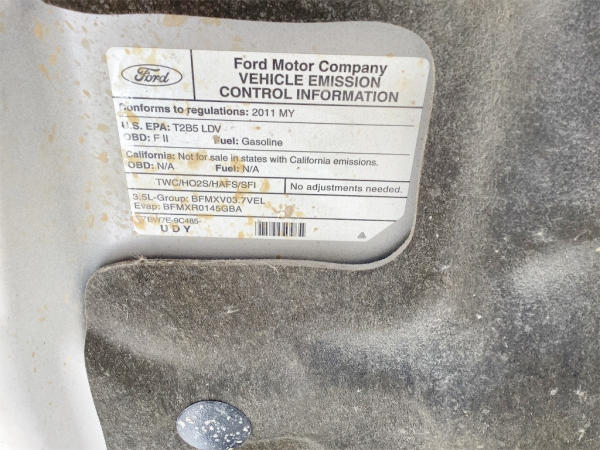 Ford
Ford Motor Company
VEHICLE EMISSION
CONTROL INFORMATION
Conforms to regulations: 2011 MY
U.S. EPA: T2B5 LDV
OBD: F II Fuel: Gasoline
California: Not for sale in states with California emissions.
OBD: N/A Fuel: N/A
TWC/HO2S/HAFS/SFI No adjustments needed.
3.5L-Group: BFMXV03.7VEL
Evap: BFMXR0145GBA
7BW7E-9C485-
UDY